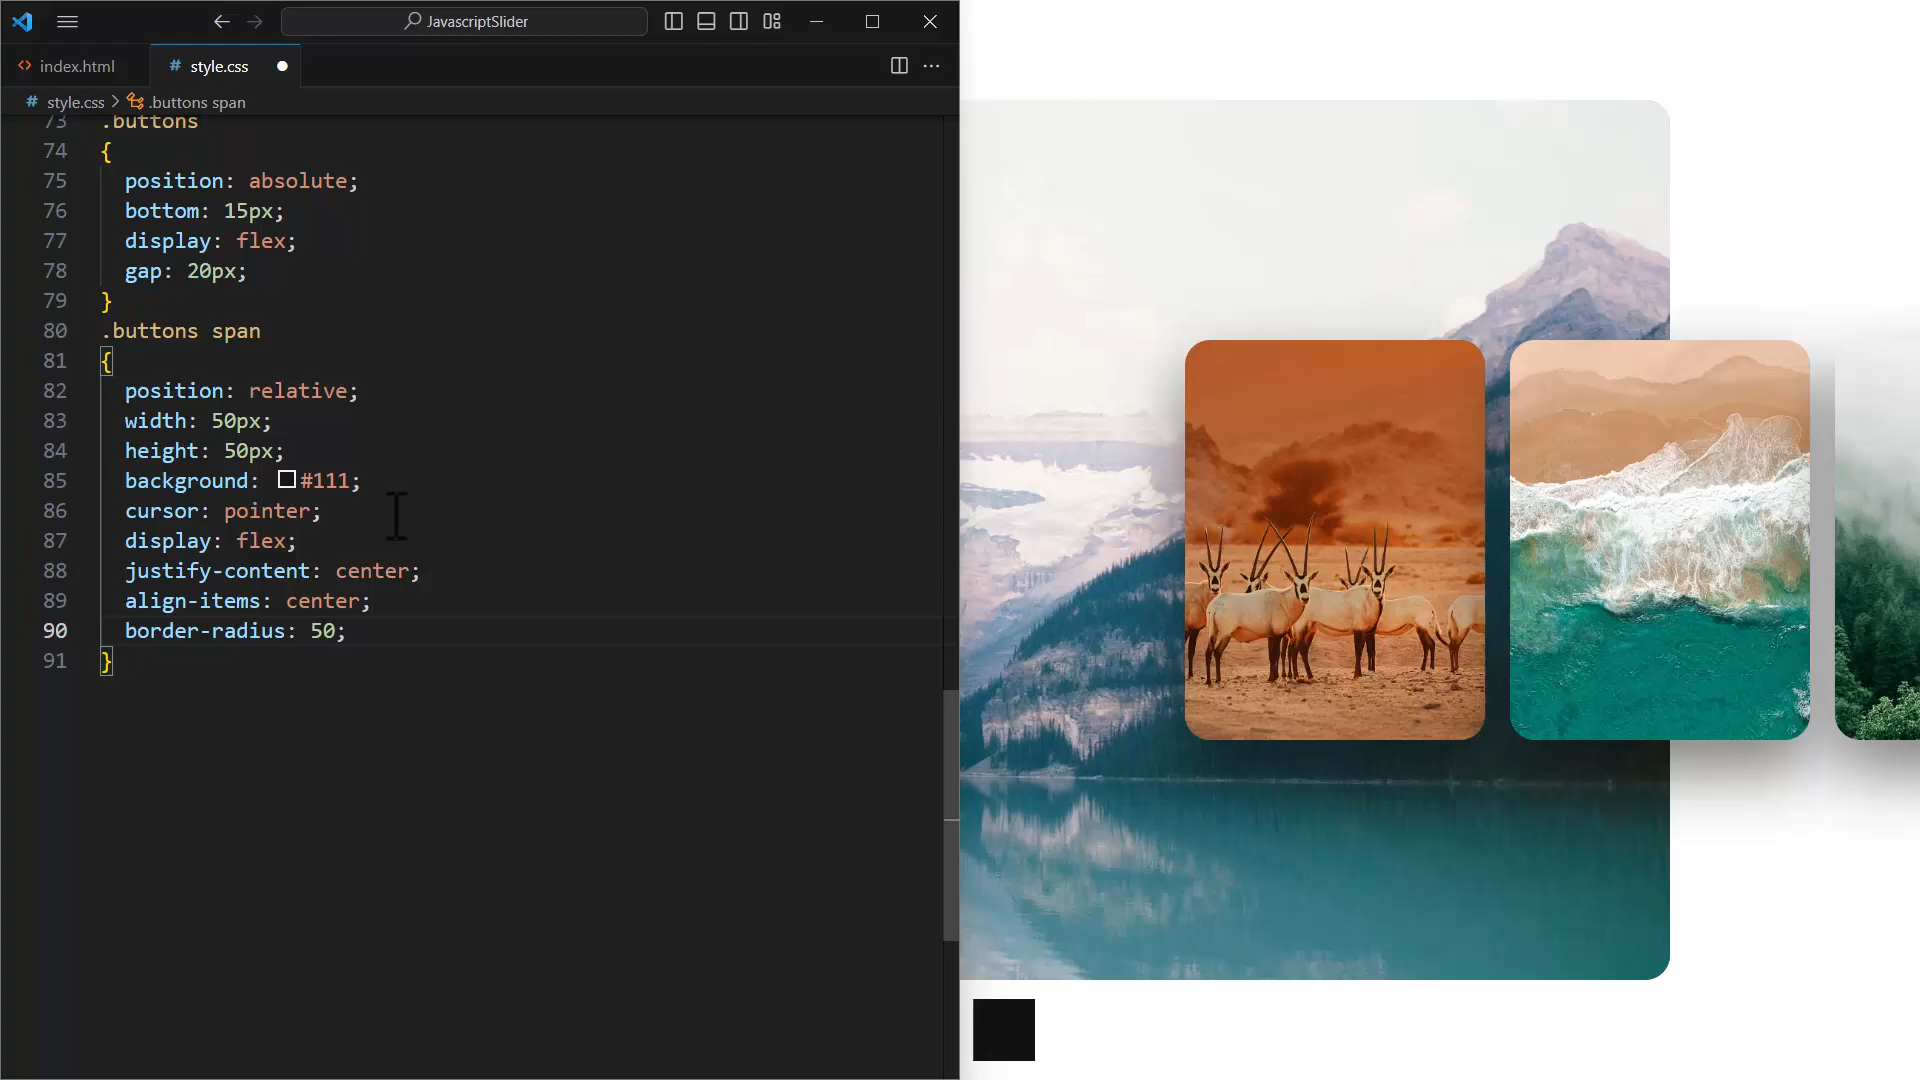 JavascriptSlider
index.html
# style.css
# style.css > .buttons span
73 .buttons
74 {
75 position: absolute;
76 bottom: 15px;
77 display: flex;
78 gap: 20px;
79 }
80 .buttons span
81 {
82 position: relative;
83 width: 50px;
84 height: 50px;
85 background: #111;
86 cursor: pointer;
87 display: flex;
88 justify-content: center;
89 align-items: center;
90 border-radius: 50;
91 }